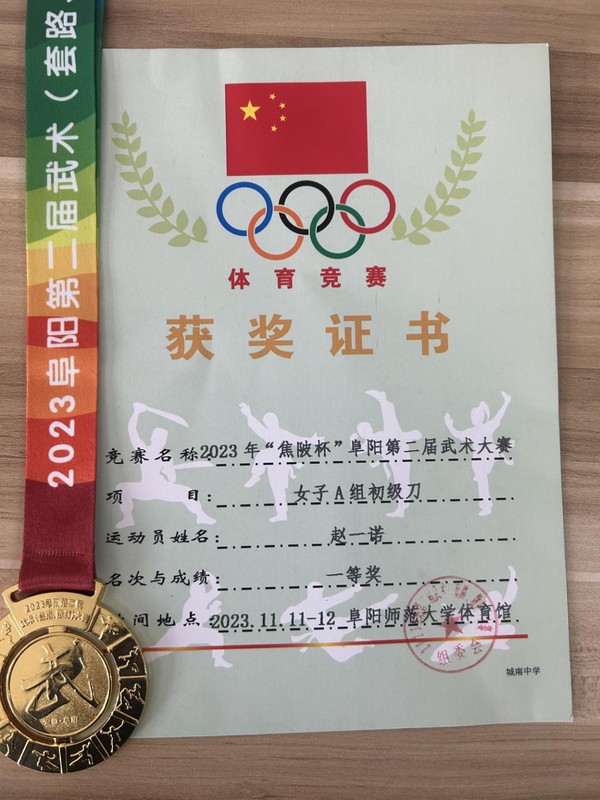 2023阜阳第二届武术（套路
体育竞赛
获奖证书
竞赛名称:2023年“焦陂杯”阜阳第二届武术大赛
项目:女子A组初级刀
运动员姓名:赵一诺
名次与成绩:一等奖
时间地点:2023.11.11-12 阜阳师范大学体育馆
组委会
城南中学
武